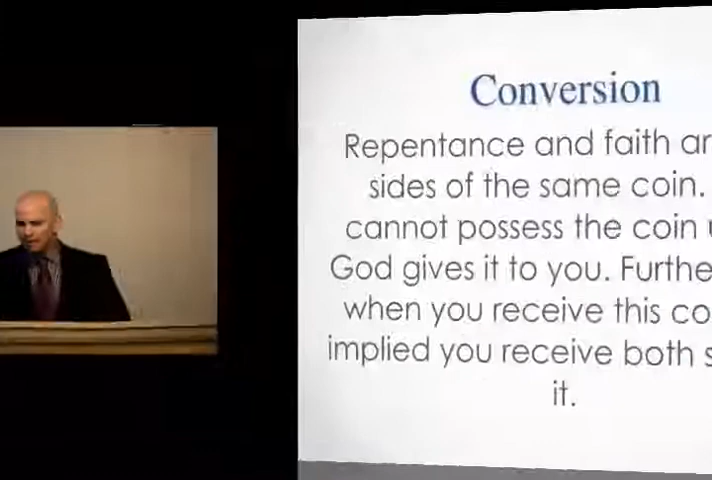 Conversion
Repentance and faith ar
sides of the same coin.
cannot possess the coin
God gives it to you. Furthe
when you receive this co
implied you receive both s
it.